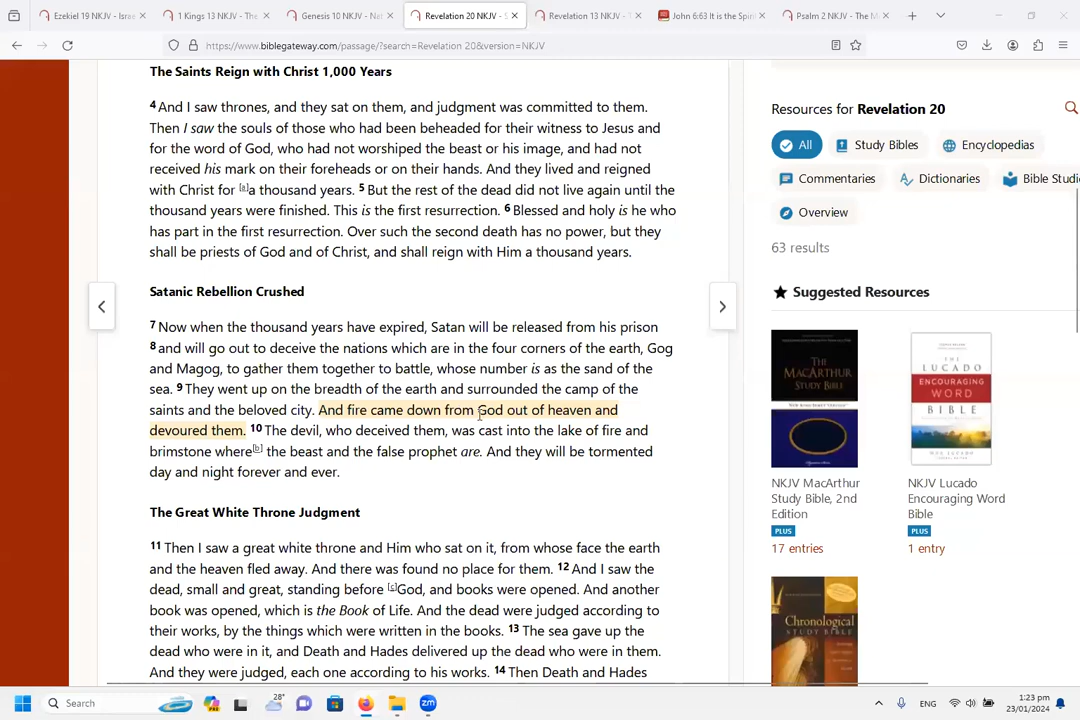 Ezekiel 19 NKJV - Israe
1 Kings 13 NKJV - The
Genesis 10 NKJV - Nat
Revelation 20 NKJV - S
Revelation 13 NKJV - T
John 6:63 It is the Spiri
Psalm 2 NKJV - The M
https://www.biblegateway.com/passage/?search=Revelation 20&version=NKJV
The Saints Reign with Christ 1,000 Years
4 And I saw thrones, and they sat on them, and judgment was committed to them.
Then I saw the souls of those who had been beheaded for their witness to Jesus and
for the word of God, who had not worshiped the beast or his image, and had not
received his mark on their foreheads or on their hands. And they lived and reigned
with Christ for [a]a thousand years. 5 But the rest of the dead did not live again until the
thousand years were finished. This is the first resurrection. 6 Blessed and holy is he who
has part in the first resurrection. Over such the second death has no power, but they
shall be priests of God and of Christ, and shall reign with Him a thousand years.
Satanic Rebellion Crushed
7 Now when the thousand years have expired, Satan will be released from his prison
8 and will go out to deceive the nations which are in the four corners of the earth, Gog
and Magog, to gather them together to battle, whose number is as the sand of the
sea. 9 They went up on the breadth of the earth and surrounded the camp of the
saints and the beloved city. And fire came down from God out of heaven and
devoured them. 10 The devil, who deceived them, was cast into the lake of fire and
brimstone where[b] the beast and the false prophet are. And they will be tormented
day and night forever and ever.
The Great White Throne Judgment
11 Then I saw a great white throne and Him who sat on it, from whose face the earth
and the heaven fled away. And there was found no place for them. 12 And I saw the
dead, small and great, standing before [c]God, and books were opened. And another
book was opened, which is the Book of Life. And the dead were judged according to
their works, by the things which were written in the books. 13 The sea gave up the
dead who were in it, and Death and Hades delivered up the dead who were in them.
And they were judged, each one according to his works. 14 Then Death and Hades
Resources for Revelation 20
All
Study Bibles
Encyclopedias
Commentaries
Dictionaries
Bible Studi
Overview
63 results
Suggested Resources
THE
MACARTHUR
STUDY BIBLE
THE
LUCADO
ENCOURAGING
WORD
BIBLE
NKJV MacArthur
Study Bible, 2nd
Edition
PLUS
17 entries
NKJV Lucado
Encouraging Word
Bible
PLUS
1 entry
Chronological
STUDY BIBLE
Search
28°
zm
ENG
1:23 pm
23/01/2024